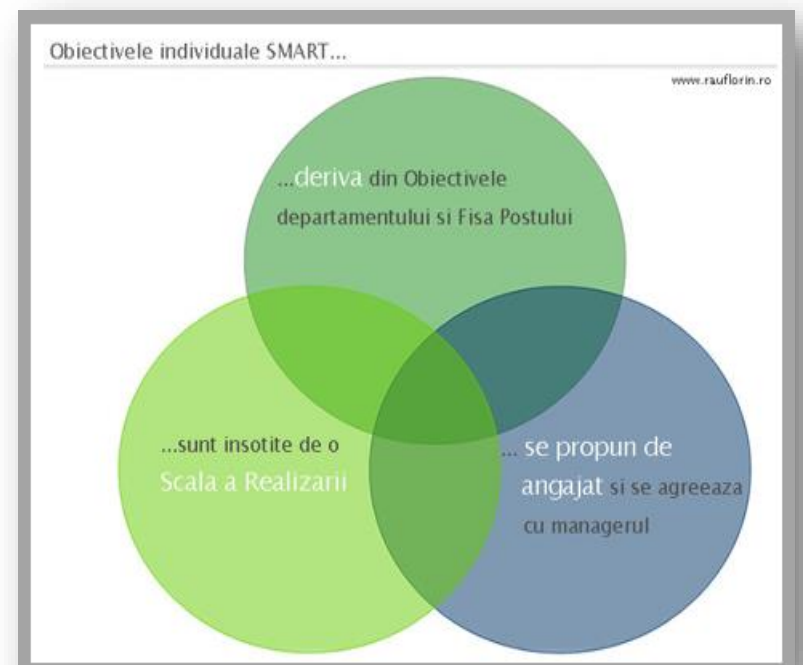 Obiectivele individuale SMART...
www.rauflorin.ro
...deriva din Obiectivele
departamentului si Fisa Postului
...sunt insotite de o
Scala a Realizarii
... se propun de
angajat si se agreeaza
cu managerul